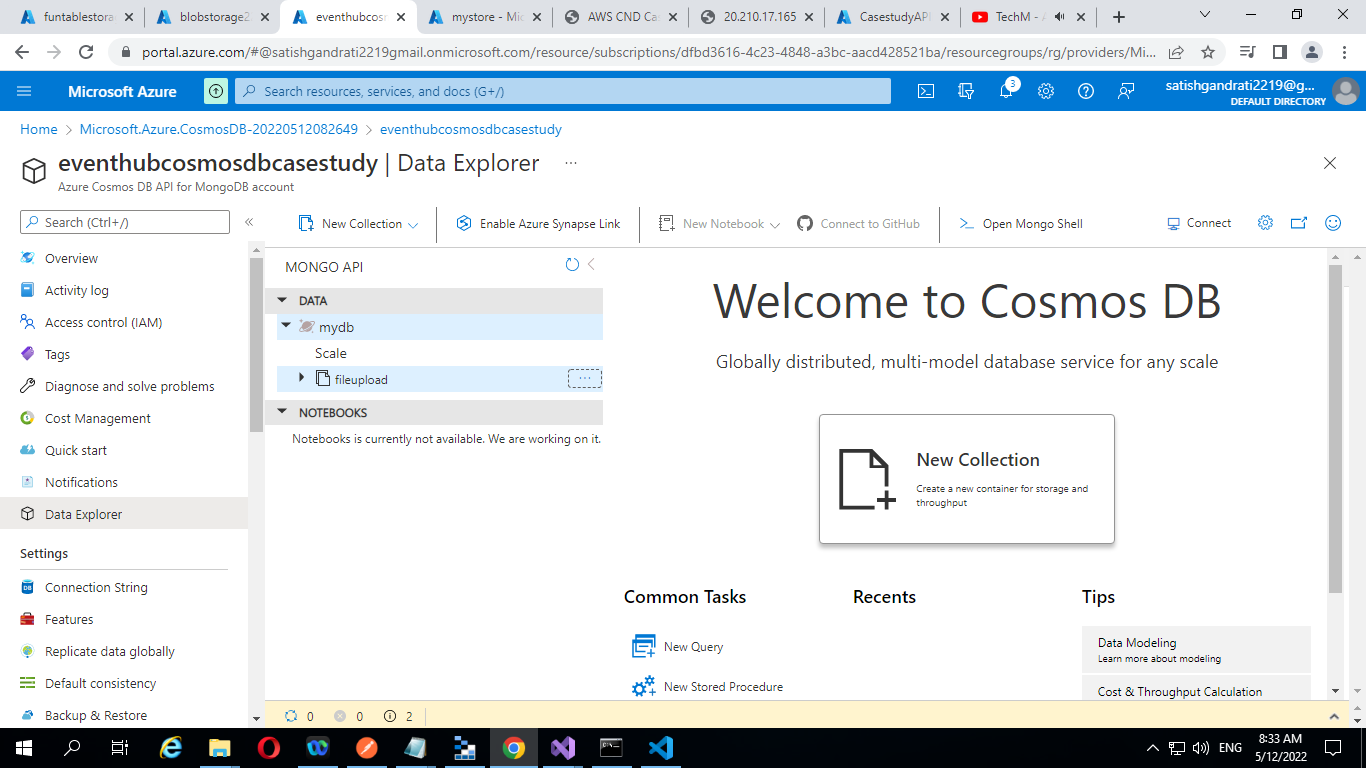 funtablestora
blobstorage2
eventhubcosm
mystore - Mic
AWS CND Ca
20.210.17.165
CasestudyAPI
TechM - A
portal.azure.com/#@satishgandrati2219gmail.onmicrosoft.com/resource/subscriptions/dfbd3616-4c23-4848-a3bc-aacd428521ba/resourcegroups/rg/providers/Mi...
Microsoft Azure
Search resources, services, and docs (G+/)
3
satishgandrati2219@g...
DEFAULT DIRECTORY
Home > Microsoft.Azure.CosmosDB-20220512082649 > eventhubcosmosdbcasestudy
eventhubcosmosdbcasestudy | Data Explorer ...
Azure Cosmos DB API for MongoDB account
Search (Ctrl+/)
Overview
Activity log
Access control (IAM)
Tags
Diagnose and solve problems
Cost Management
Quick start
Notifications
Data Explorer
Settings
Connection String
Features
Replicate data globally
Default consistency
Backup & Restore
New Collection
Enable Azure Synapse Link
New Notebook
Connect to GitHub
Open Mongo Shell
Connect
MONGO API
DATA
mydb
Scale
fileupload
...
NOTEBOOKS
Notebooks is currently not available. We are working on it.
Welcome to Cosmos DB
Globally distributed, multi-model database service for any scale
New Collection
Create a new container for storage and
throughput
Common Tasks
New Query
New Stored Procedure
Recents
Tips
Data Modeling
Learn more about modeling
Cost & Throughput Calculation
0 0 2
ENG
8:33 AM
5/12/2022